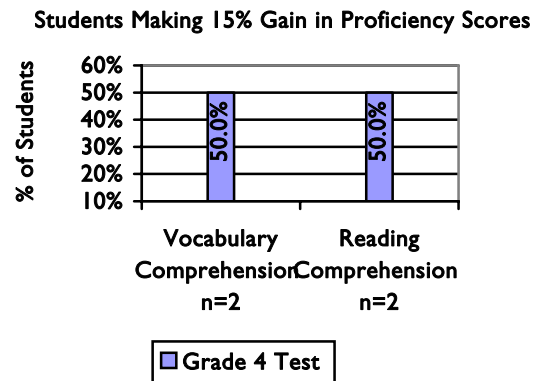 Students Making 15% Gain in Proficiency Scores
% of Students
60%
50%
40%
30%
20%
10%
50.0%
50.0%
Vocabulary
Comprehension
n=2
Reading
Comprehension
n=2
Grade 4 Test